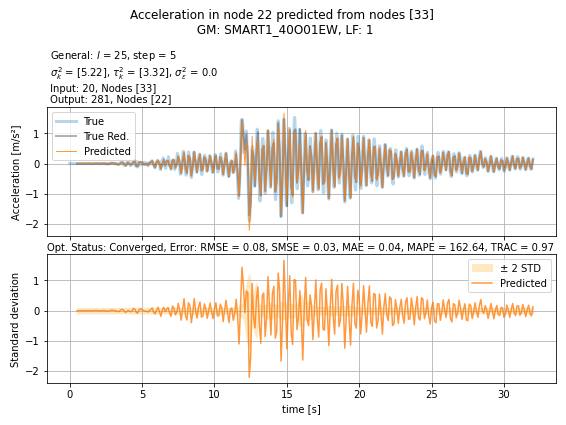 Acceleration in node 22 predicted from nodes [33]
GM: SMART1_40O01EW, LF: 1
General: l = 25, step = 5
σ²ₖ = [5.22], τ²ₖ = [3.32], σ²ε = 0.0
Input: 20, Nodes [33]
Output: 281, Nodes [22]
Acceleration [m/s²]
1
0
−1
−2
True
True Red.
Predicted
Opt. Status: Converged, Error: RMSE = 0.08, SMSE = 0.03, MAE = 0.04, MAPE = 162.64, TRAC = 0.97
Standard deviation
1
0
−1
−2
± 2 STD
Predicted
0 5 10 15 20 25 30
time [s]